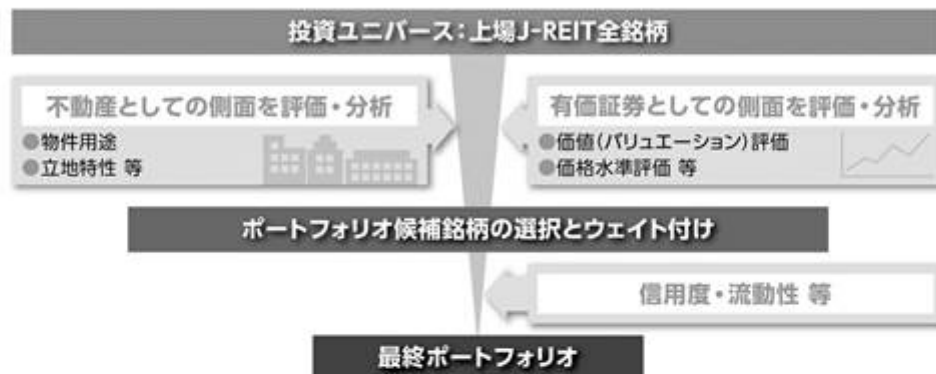 投資ユニバース：上場J-REIT全銘柄
不動産としての側面を評価・分析
●物件用途
●立地特性 等
有価証券としての側面を評価・分析
●価値（バリュエーション）評価
●価格水準評価 等
ポートフォリオ候補銘柄の選択とウェイト付け
信用度・流動性 等
最終ポートフォリオ